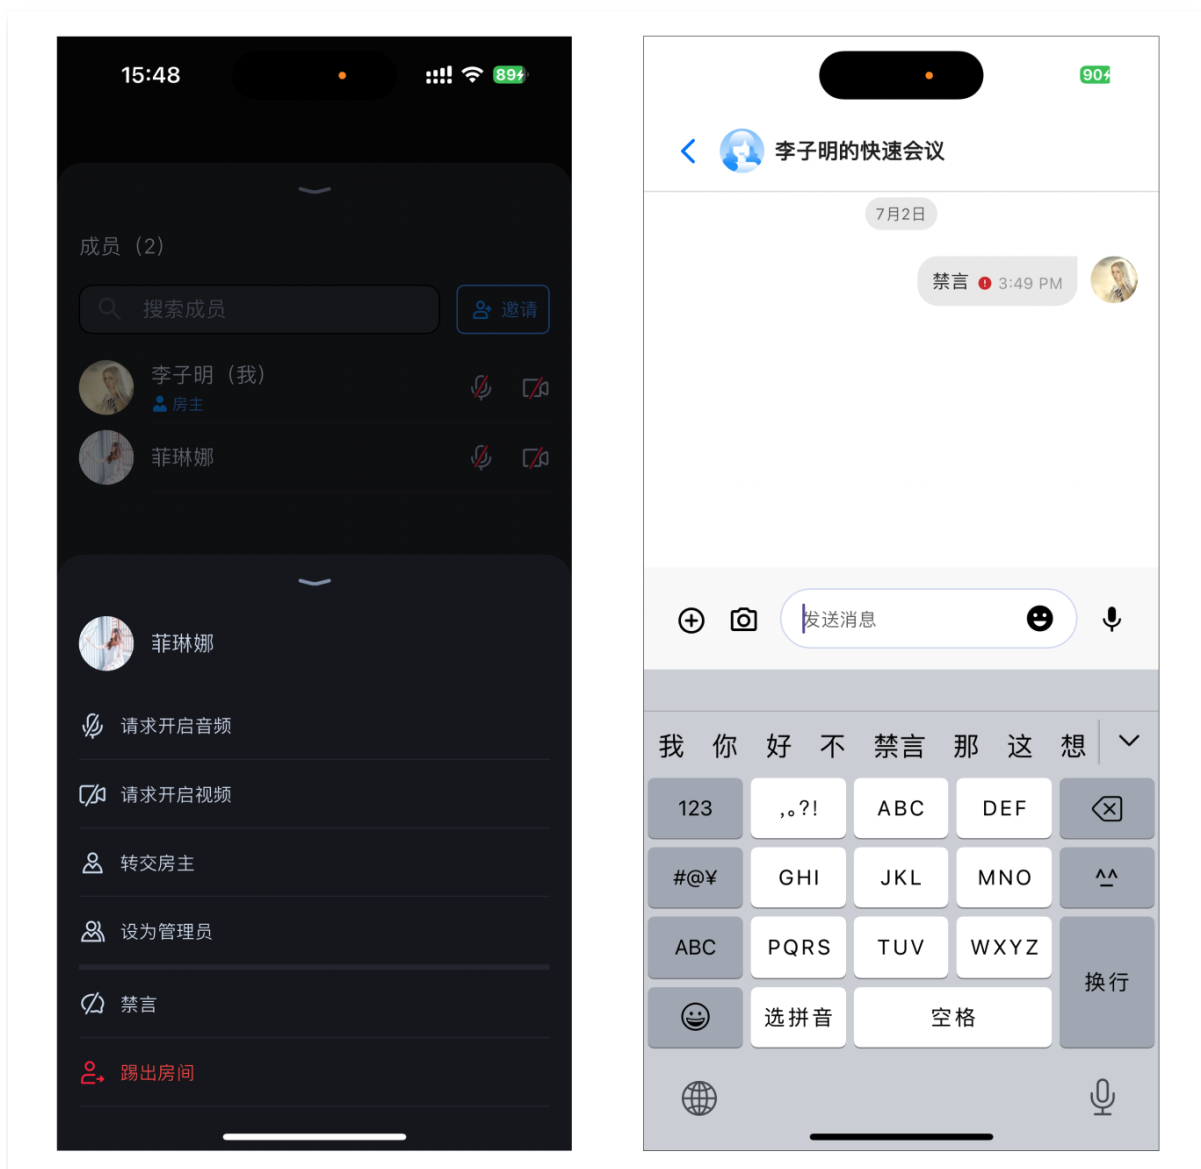 15:48
89
成员（2）
搜索成员
邀请
李子明（我）
房主
菲琳娜
菲琳娜
请求开启音频
请求开启视频
转交房主
设为管理员
禁言
踢出房间
90
李子明的快速会议
7月2日
禁言 3:49 PM
发送消息
我 你 好 不 禁言 那 这 想
123 ,。?! ABC DEF
#@¥ GHI JKL MNO ^^
ABC PQRS TUV WXYZ
换行
选拼音 空格